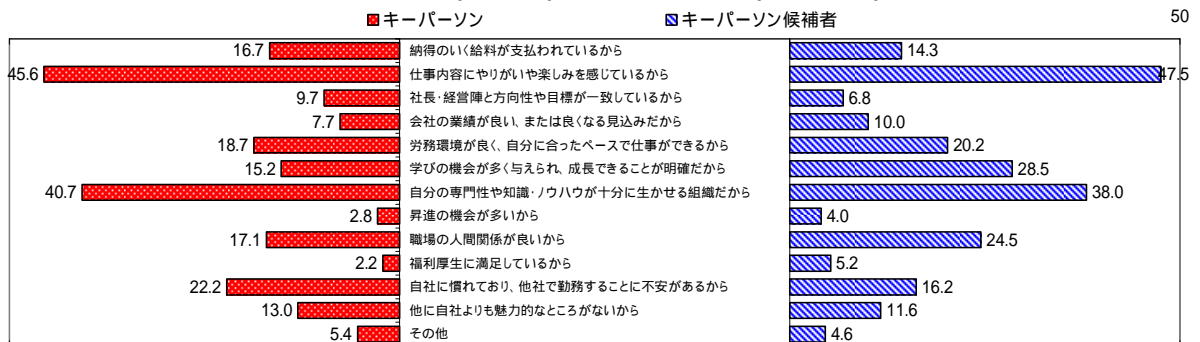 キーパーソン キーパーソン候補者 50
16.7 納得のいく給料が支払われているから 14.3
45.6 仕事内容にやりがいや楽しみを感じているから 47.5
9.7 社長・経営陣と方向性や目標が一致しているから 6.8
7.7 会社の業績が良い、または良くなる見込みだから 10.0
18.7 労務環境が良く、自分に合ったペースで仕事ができるから 20.2
15.2 学びの機会が多く与えられ、成長できることが明確だから 28.5
40.7 自分の専門性や知識・ノウハウが十分に生かせる組織だから 38.0
2.8 昇進の機会が多いから 4.0
17.1 職場の人間関係が良いから 24.5
2.2 福利厚生に満足しているから 5.2
22.2 自社に慣れており、他社で勤務することに不安があるから 16.2
13.0 他に自社よりも魅力的なところがないから 11.6
5.4 その他 4.6